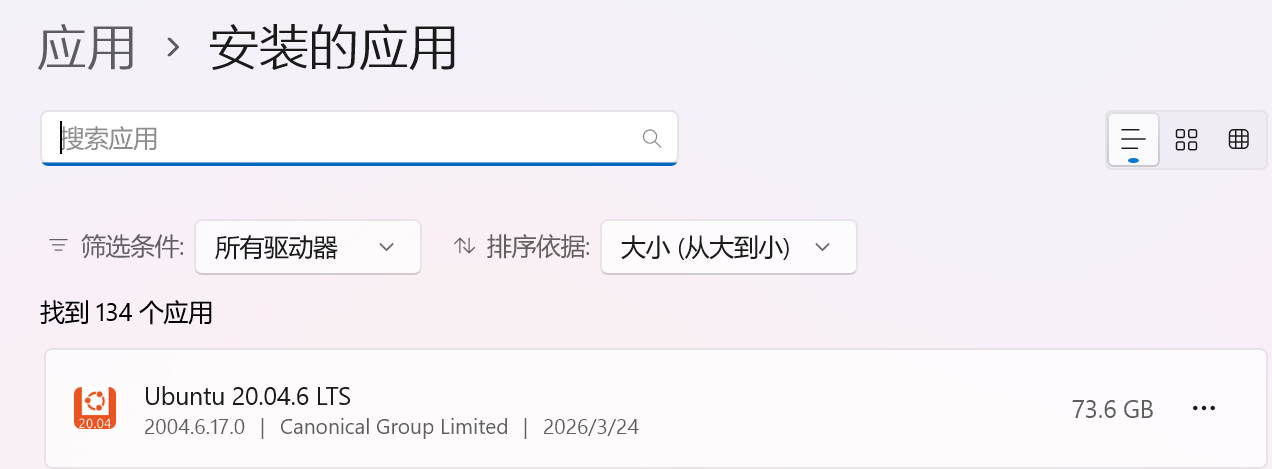 应用 › 安装的应用
搜索应用
筛选条件: 所有驱动器 排序依据: 大小 (从大到小)
找到 134 个应用
Ubuntu 20.04.6 LTS
20.04
2004.6.17.0 | Canonical Group Limited | 2026/3/24
73.6 GB